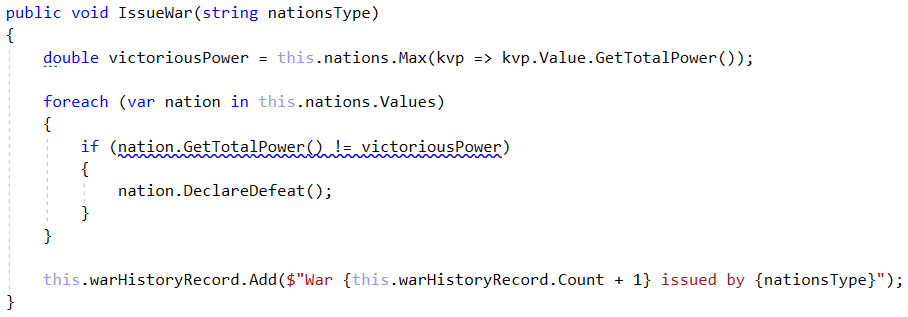 public void IssueWar(string nationsType)
{
double victoriousPower = this.nations.Max(kvp => kvp.Value.GetTotalPower());
foreach (var nation in this.nations.Values)
{
if (nation.GetTotalPower() != victoriousPower)
{
nation.DeclareDefeat();
}
}
this.warHistoryRecord.Add($"War {this.warHistoryRecord.Count + 1} issued by {nationsType}");
}